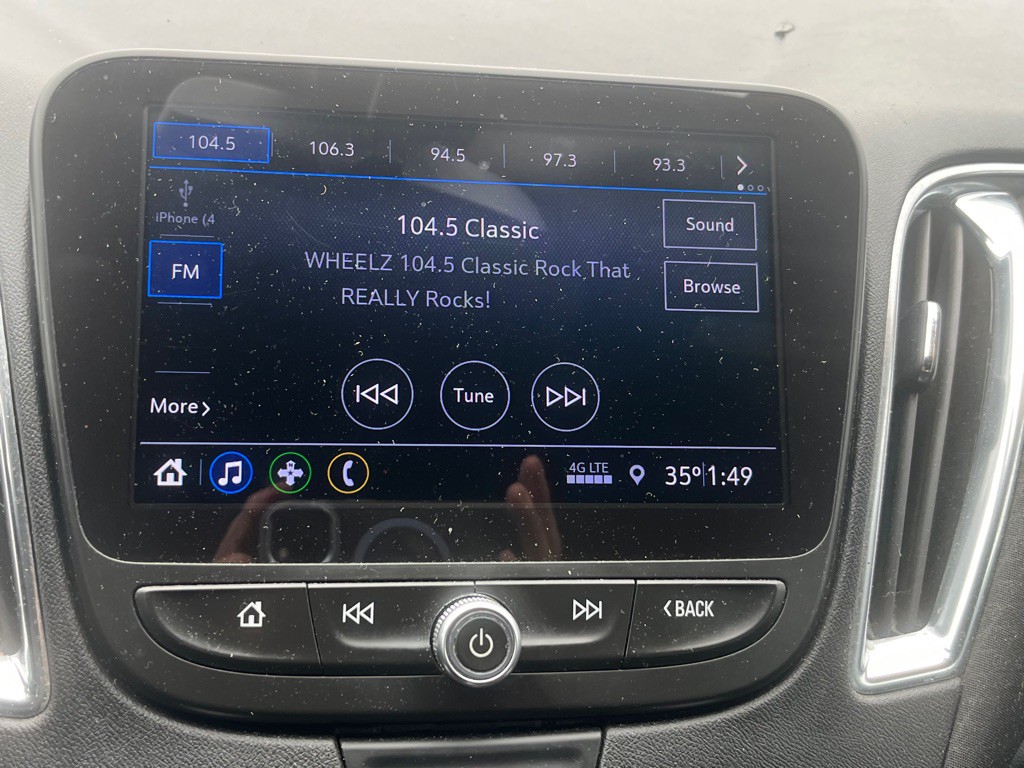 104.5 106.3 94.5 97.3 93.3
iPhone (4
104.5 Classic
Sound
FM
WHEELZ 104.5 Classic Rock That
REALLY Rocks!
Browse
More
Tune
4G LTE
35° 1:49
BACK